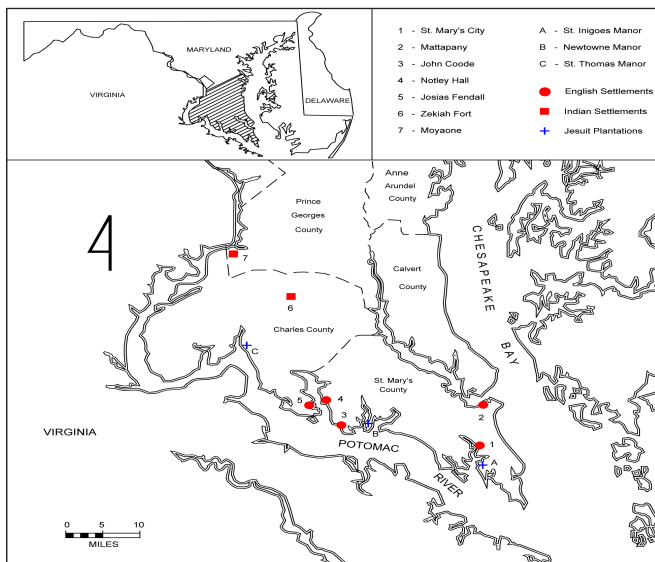 MARYLAND
VIRGINIA
DELAWARE
1 - St. Mary's City
2 - Mattapany
3 - John Coode
4 - Notley Hall
5 - Josias Fendall
6 - Zekiah Fort
7 - Moyaone
A - St. Inigoes Manor
B - Newtowne Manor
C - St. Thomas Manor
English Settlements
Indian Settlements
Jesuit Plantations
Anne
Arundel
County
Prince
Georges
County
CHESAPEAKE
BAY
Calvert
County
7
6
Charles County
C
St. Mary's
County
5
4
3
B
2
1
A
VIRGINIA
POTOMAC
RIVER
0 5 10
MILES